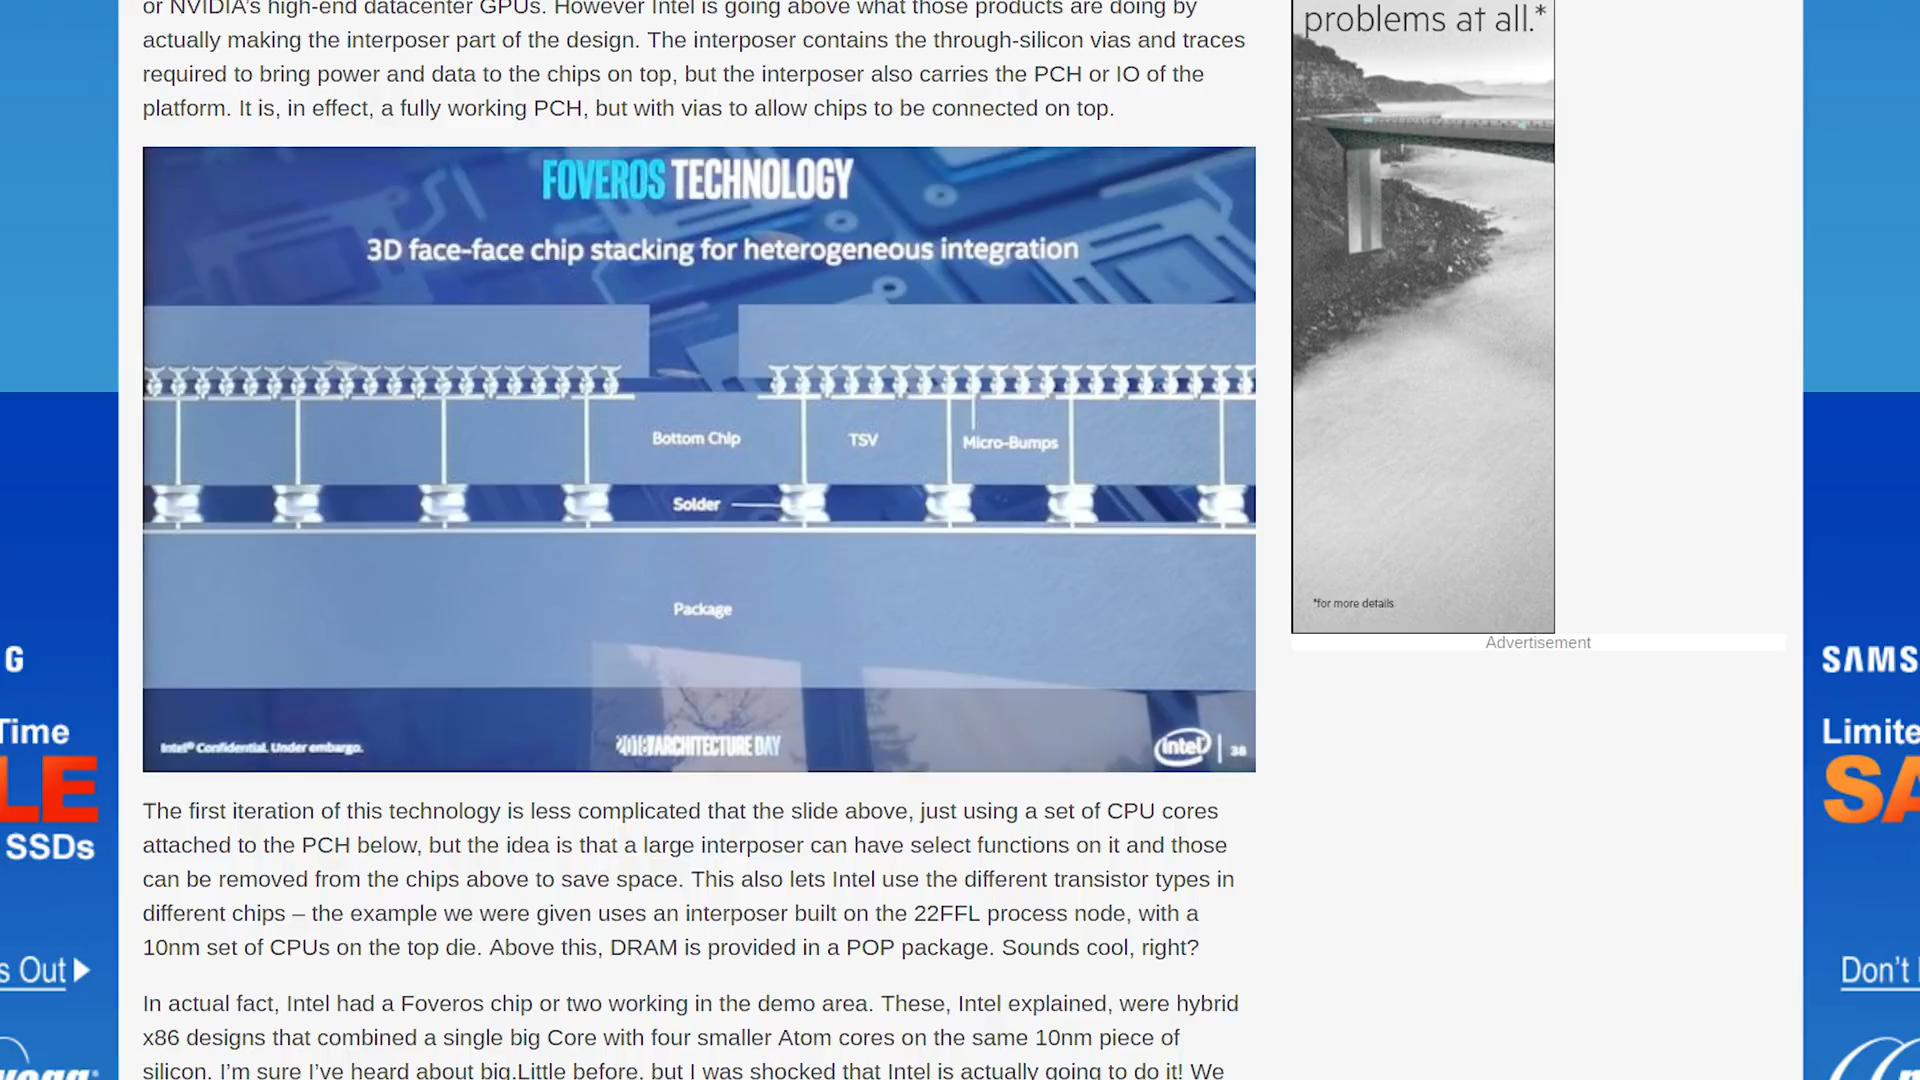 or NVIDIA's high-end datacenter GPUs. However Intel is going above what those products are doing by
actually making the interposer part of the design. The interposer contains the through-silicon vias and traces
required to bring power and data to the chips on top, but the interposer also carries the PCH or IO of the
platform. It is, in effect, a fully working PCH, but with vias to allow chips to be connected on top.
FOVEROS TECHNOLOGY
3D face-face chip stacking for heterogeneous integration
Bottom Chip
TSV
Micro-Bumps
Solder
Package
Intel® Confidential. Under embargo.
2018 ARCHITECTURE DAY
intel
38
The first iteration of this technology is less complicated that the slide above, just using a set of CPU cores
attached to the PCH below, but the idea is that a large interposer can have select functions on it and those
can be removed from the chips above to save space. This also lets Intel use the different transistor types in
different chips – the example we were given uses an interposer built on the 22FFL process node, with a
10nm set of CPUs on the top die. Above this, DRAM is provided in a POP package. Sounds cool, right?
In actual fact, Intel had a Foveros chip or two working in the demo area. These, Intel explained, were hybrid
x86 designs that combined a single big Core with four smaller Atom cores on the same 10nm piece of
silicon. I'm sure I've heard about big.Little before, but I was shocked that Intel is actually going to do it! We
problems at all.*
*for more details
Advertisement
G
Time
LE
SSDs
s Out
SAMS
Limite
SA
Don't